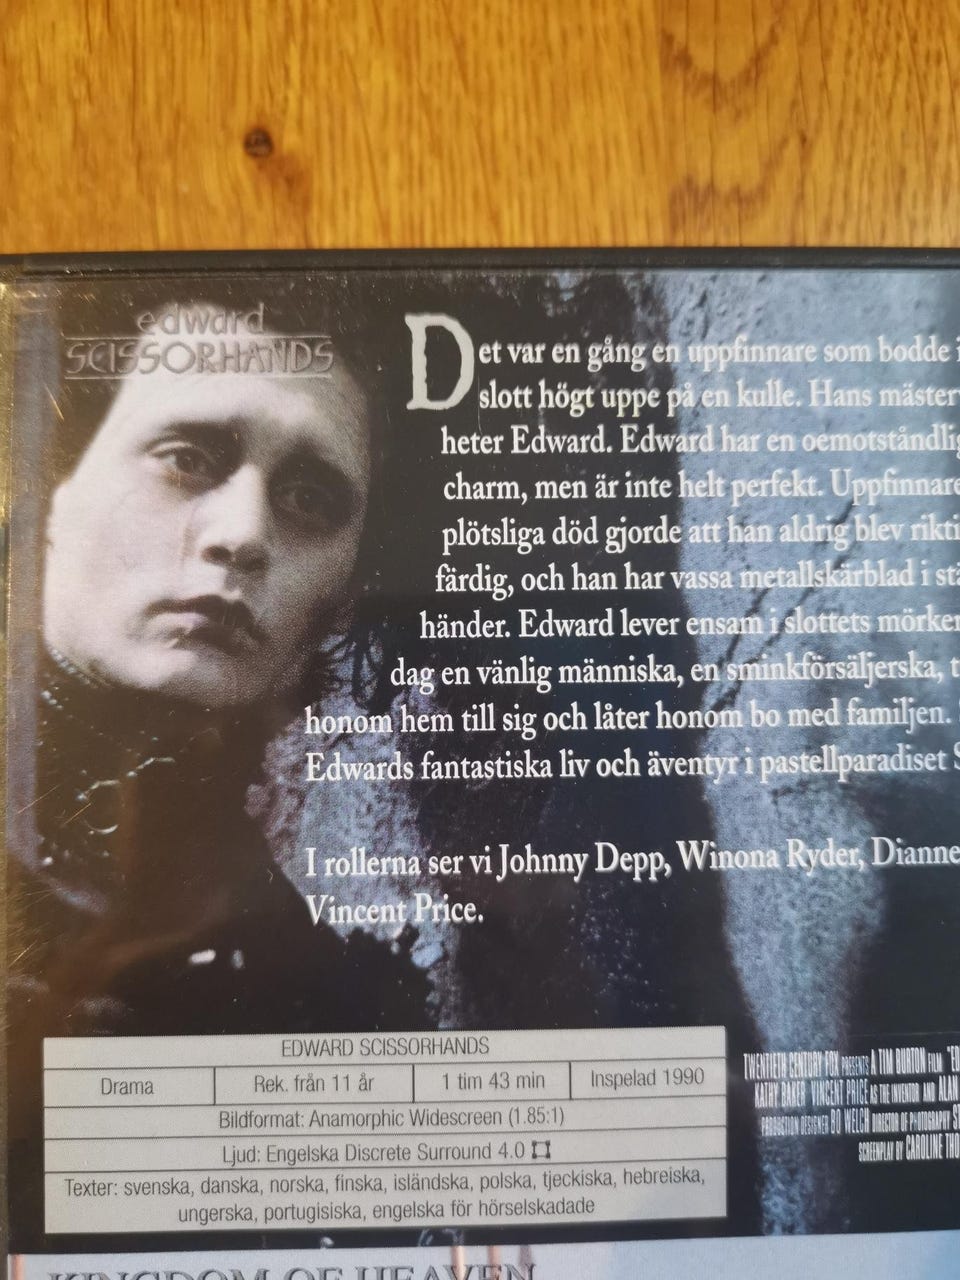 edward
SCISSORHANDS
Det var en gång en uppfinnare som bodde i
slott högt uppe på en kulle. Hans mäster
heter Edward. Edward har en oemotståndlig
charm, men är inte helt perfekt. Uppfinnare
plötsliga död gjorde att han aldrig blev rikti
färdig, och han har vassa metallskärblad i stä
händer. Edward lever ensam i slottets mörker
dag en vänlig människa, en sminkförsäljerska, t
honom hem till sig och låter honom bo med familjen.
Edwards fantastiska liv och äventyr i pastellparadiset S
I rollerna ser vi Johnny Depp, Winona Ryder, Dianne
Vincent Price.
EDWARD SCISSORHANDS
Drama Rek. från 11 år 1 tim 43 min Inspelad 1990
Bildformat: Anamorphic Widescreen (1.85:1)
Ljud: Engelska Discrete Surround 4.0
Texter: svenska, danska, norska, finska, isländska, polska, tjeckiska, hebreiska,
ungerska, portugisiska, engelska för hörselskadade
TWENTIETH CENTURY FOX PRESENTS A TIM BURTON FILM "ED
KATHY BAKER VINCENT PRICE AS THE INVENTOR AND ALAN
PRODUCTION DESIGNER BO WELCH DIRECTOR OF PHOTOGRAPHY ST
SCREENPLAY BY CAROLINE THO
KINGDOM OF HEAVEN